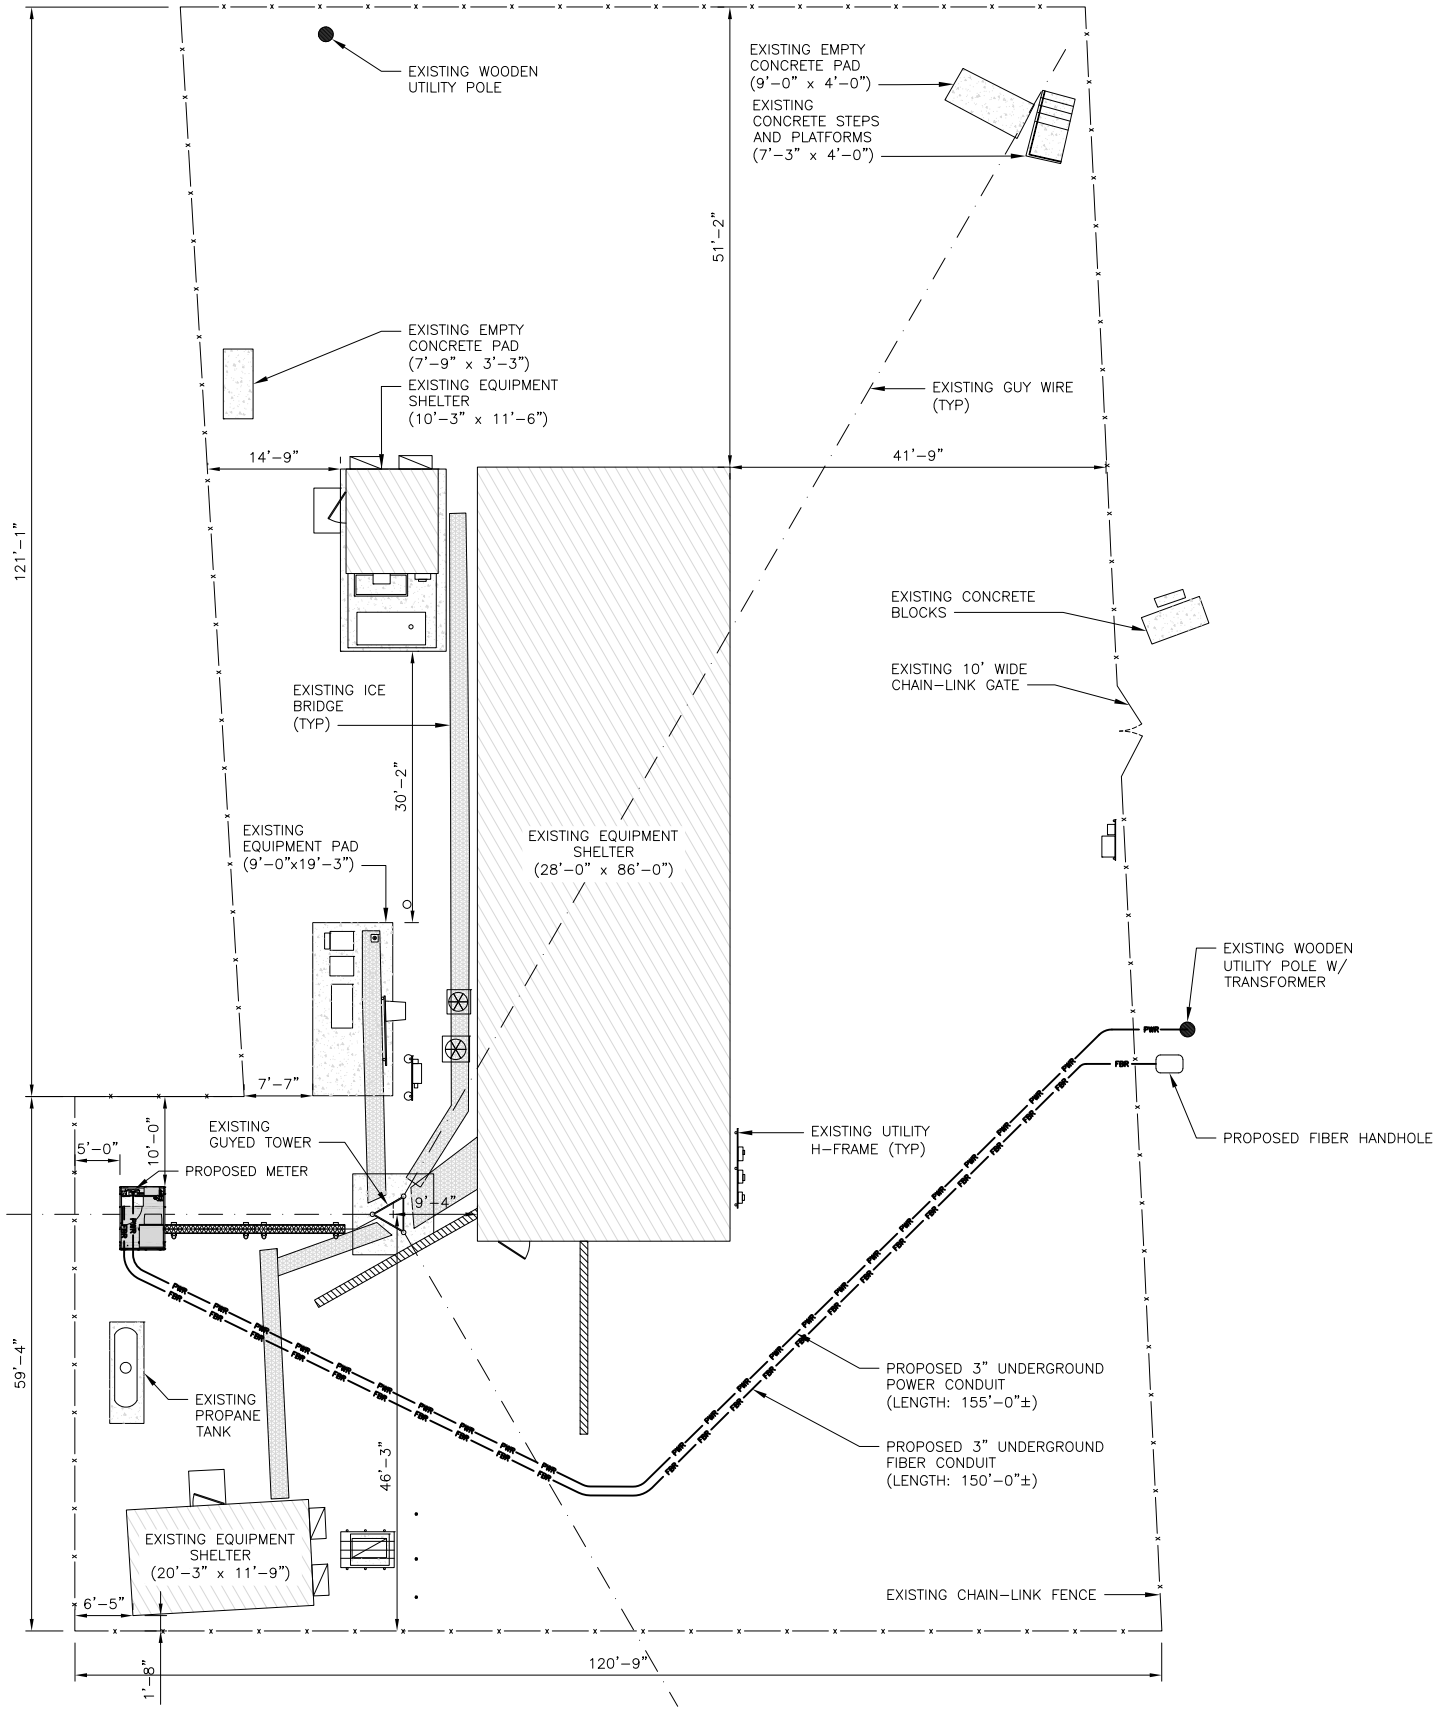 EXISTING WOODEN
UTILITY POLE
EXISTING EMPTY
CONCRETE PAD
(9'-0" x 4'-0")
EXISTING
CONCRETE STEPS
AND PLATFORMS
(7'-3" x 4'-0")
51'-2"
EXISTING EMPTY
CONCRETE PAD
(7'-9" x 3'-3")
EXISTING EQUIPMENT
SHELTER
(10'-3" x 11'-6")
EXISTING GUY WIRE
(TYP)
14'-9"
41'-9"
121'-1"
EXISTING CONCRETE
BLOCKS
EXISTING 10' WIDE
CHAIN-LINK GATE
EXISTING ICE
BRIDGE
(TYP)
30'-2"
EXISTING
EQUIPMENT PAD
(9'-0"x19'-3")
EXISTING EQUIPMENT
SHELTER
(28'-0" x 86'-0")
EXISTING WOODEN
UTILITY POLE W/
TRANSFORMER
PWR
FBR
7'-7"
EXISTING
GUYED TOWER
10'-0"
5'-0"
PROPOSED METER
EXISTING UTILITY
H-FRAME (TYP)
PROPOSED FIBER HANDHOLE
9'-4"
59'-4"
EXISTING
PROPANE
TANK
PROPOSED 3" UNDERGROUND
POWER CONDUIT
(LENGTH: 155'-0"±)
PROPOSED 3" UNDERGROUND
FIBER CONDUIT
(LENGTH: 150'-0"±)
46'-3"
EXISTING EQUIPMENT
SHELTER
(20'-3" x 11'-9")
6'-5"
EXISTING CHAIN-LINK FENCE
1'-8"
120'-9"